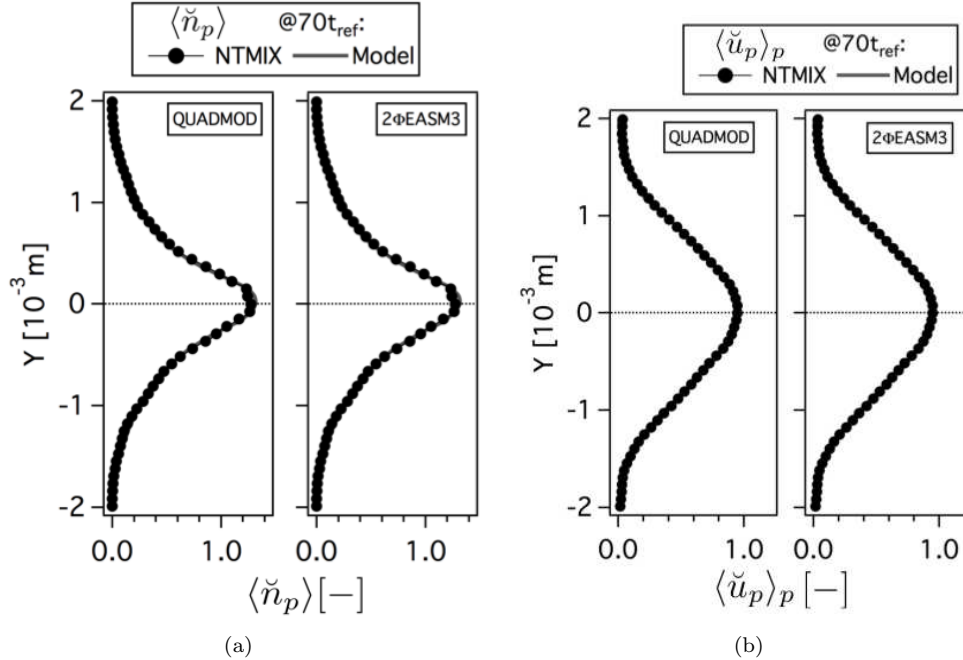 ⟨n̆_p⟩ @70t_ref:
NTMIX Model
QUADMOD
2ΦEASM3
2
1
0
-1
-2
Y [10⁻³m]
0.0 1.0
0.0 1.0
⟨n̆_p⟩[−]
(a)
⟨ŭ_p⟩_p @70t_ref:
NTMIX Model
QUADMOD
2ΦEASM3
2
1
0
-1
-2
Y [10⁻³m]
0.0 1.0
0.0 1.0
⟨ŭ_p⟩_p [−]
(b)